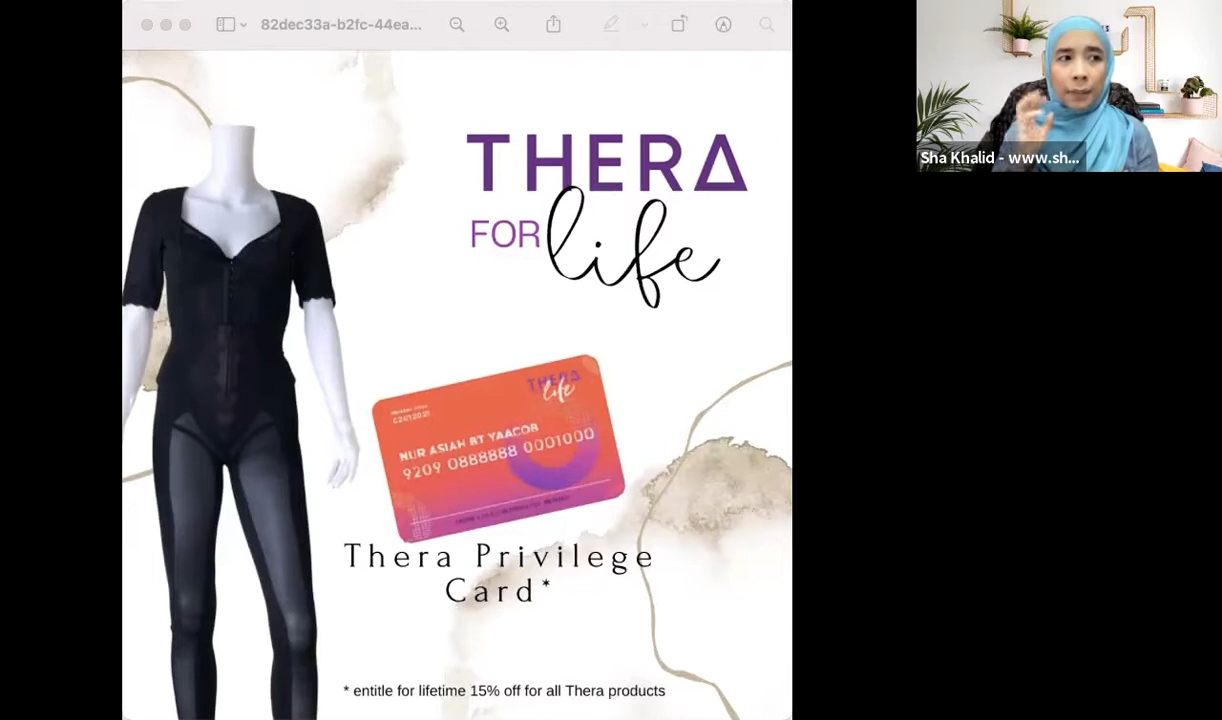 82dec33a-b2fc-44ea...
Sha Khalid - www.sh...
THERA
FOR life
THERA
life
NUR ASIAH BT YAACOB
9209 0888888 0001000
Thera Privilege
Card*
* entitle for lifetime 15% off for all Thera products